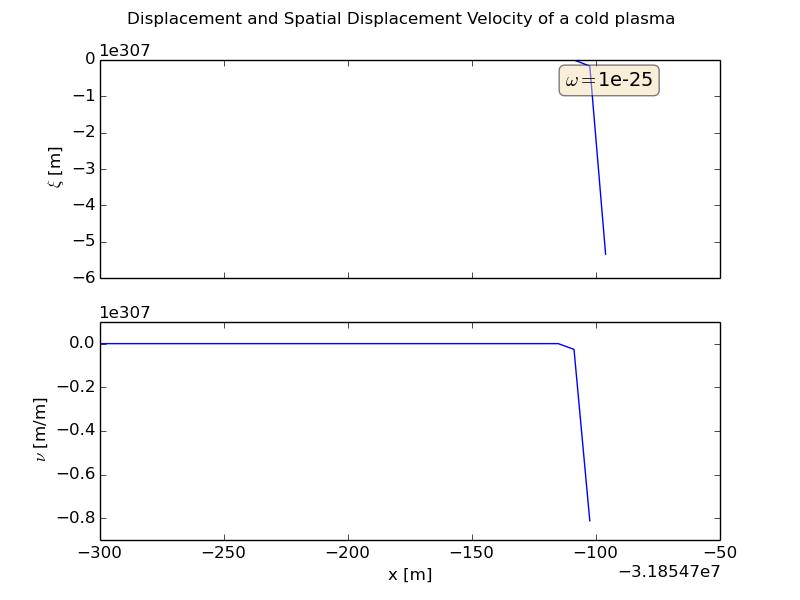 Displacement and Spatial Displacement Velocity of a cold plasma
1e307
0
−1
−2
−3
−4
−5
−6
ξ [m]
ω=1e-25
1e307
0.0
−0.2
−0.4
−0.6
−0.8
ν [m/m]
−300 −250 −200 −150 −100 −50
x [m]
−3.18547e7